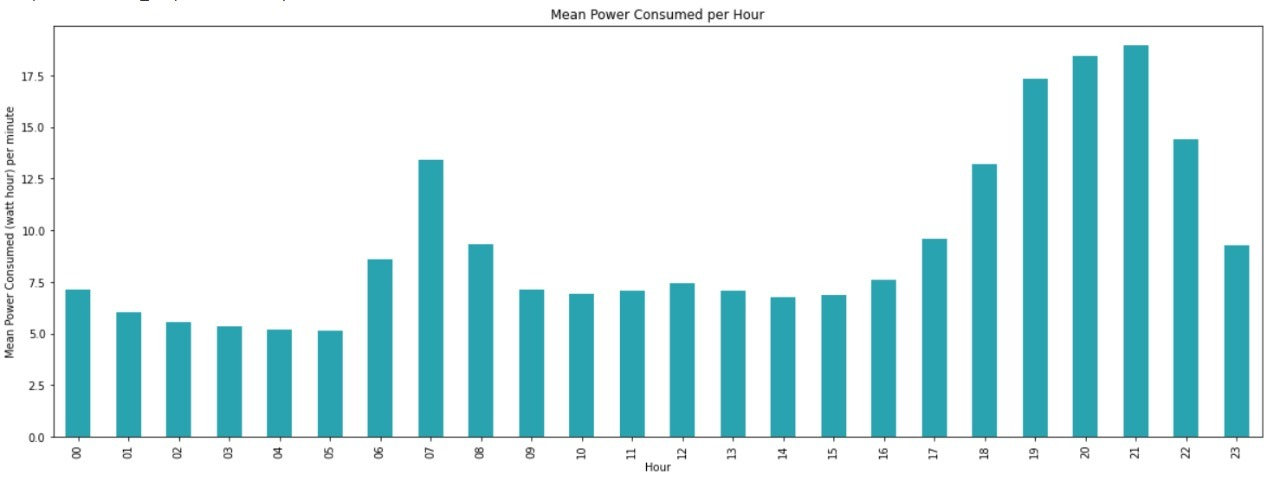 Mean Power Consumed per Hour
Mean Power Consumed (watt hour) per minute
17.5
15.0
12.5
10.0
7.5
5.0
2.5
0.0
00 01 02 03 04 05 06 07 08 09 10 11 12 13 14 15 16 17 18 19 20 21 22 23
Hour